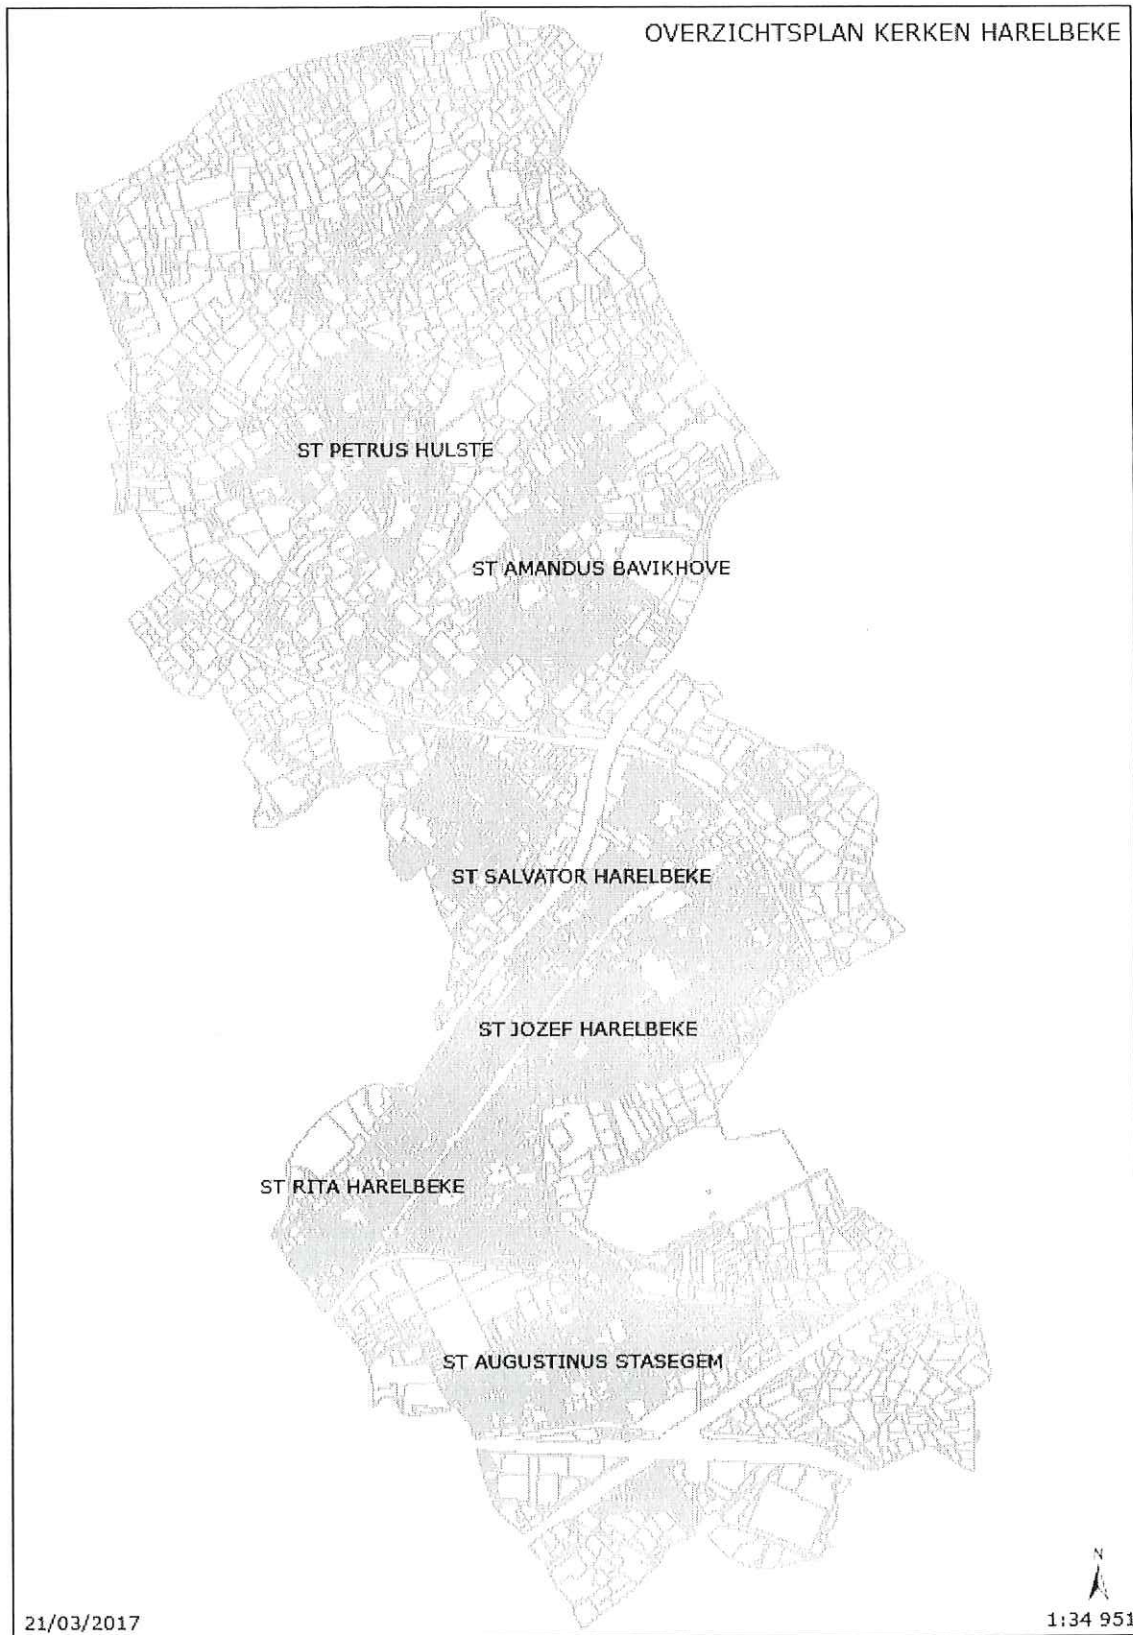 OVERZICHTSPLAN KERKEN HARELBEKE
ST PETRUS HULSTE
ST AMANDUS BAVIKHOVE
ST SALVATOR HARELBEKE
ST JOZEF HARELBEKE
ST RITA HARELBEKE
ST AUGUSTINUS STASEGEM
N
21/03/2017
1:34 951